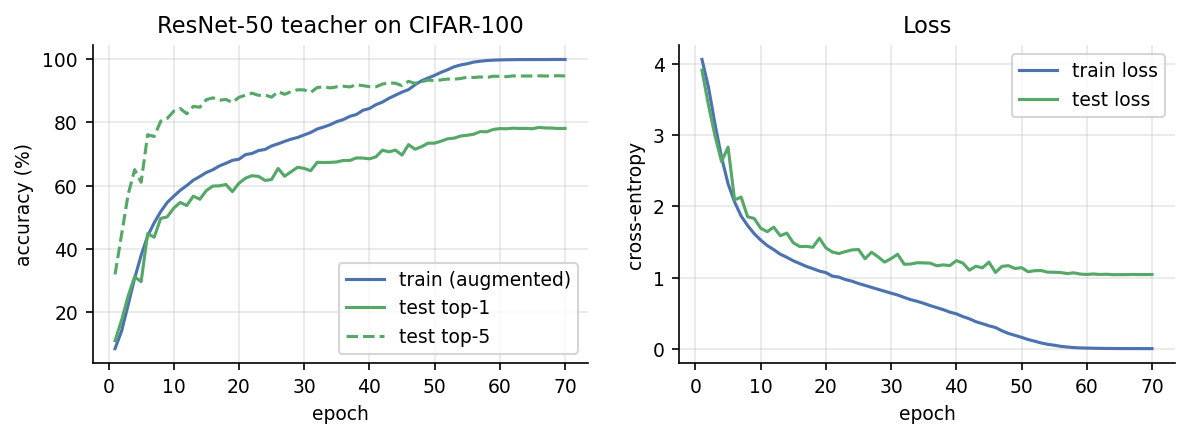 ResNet-50 teacher on CIFAR-100
100
80
60
40
20
accuracy (%)
train (augmented)
test top-1
test top-5
0 10 20 30 40 50 60 70
epoch
Loss
4
3
2
1
0
cross-entropy
train loss
test loss
0 10 20 30 40 50 60 70
epoch